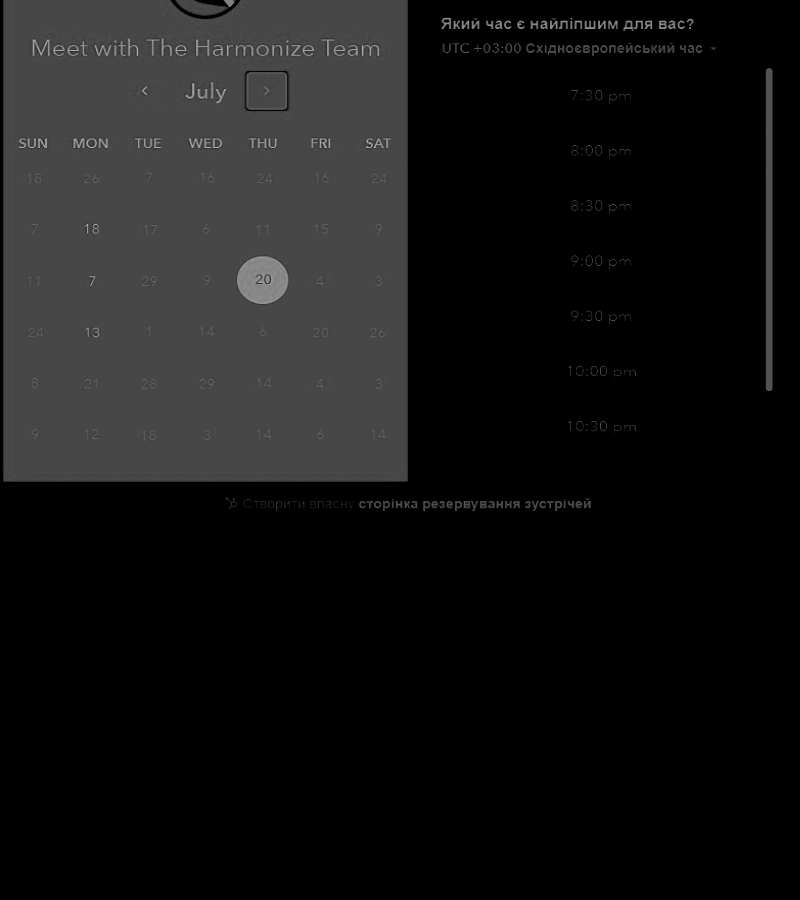 Meet with The Harmonize Team
July
SUN MON TUE WED THU FRI SAT
18 26 7 16 24 16 24
7 18 17 6 11 15 9
11 7 29 9 20 4 3
24 13 1 14 6 20 26
8 21 28 29 14 4 3
9 12 18 3 14 6 14
Який час є найліпшим для вас?
UTC +03:00 Східноєвропейський час
7:30 pm
8:00 pm
8:30 pm
9:00 pm
9:30 pm
10:00 pm
10:30 pm
Створити власну сторінка резервування зустрічей